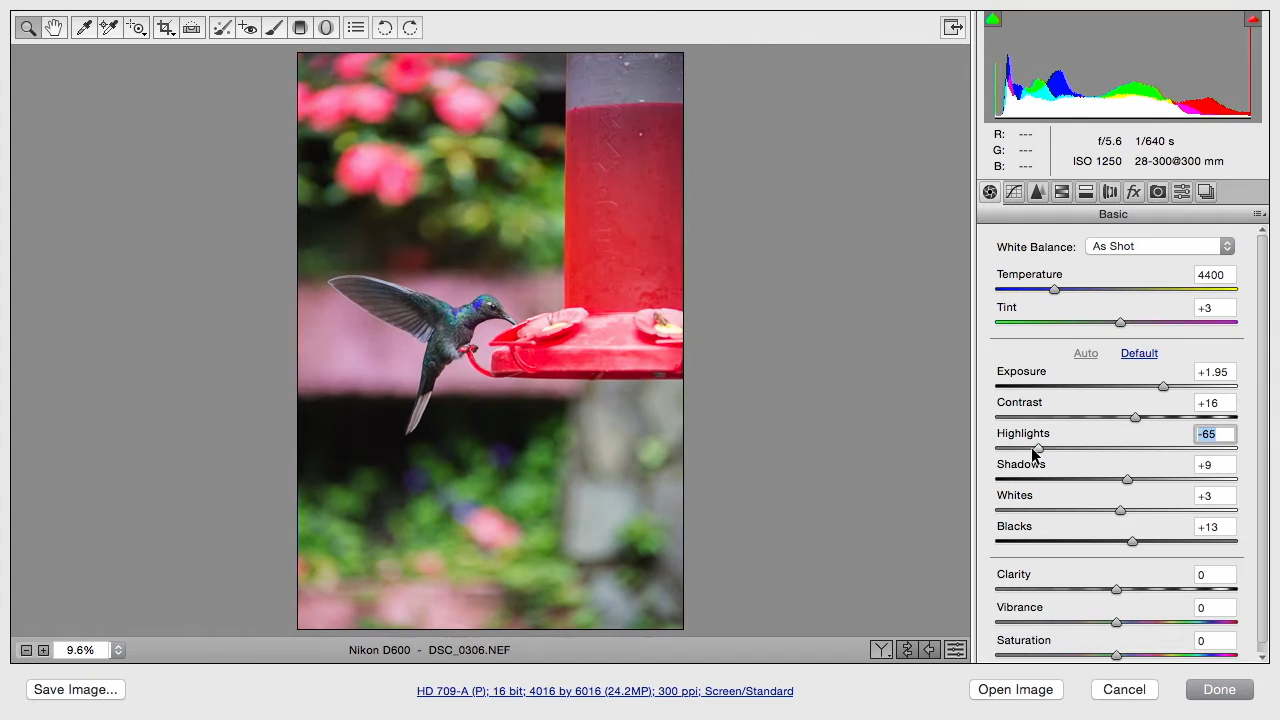 R: ---
G: ---
B: ---
f/5.6 1/640 s
ISO 1250 28-300@300 mm
fx
Basic
White Balance: As Shot
Temperature 4400
Tint +3
Auto Default
Exposure +1.95
Contrast +16
Highlights -65
Shadows +9
Whites +3
Blacks +13
Clarity 0
Vibrance 0
Saturation 0
9.6% Nikon D600 - DSC_0306.NEF Y
Save Image... HD 709-A (P); 16 bit; 4016 by 6016 (24.2MP); 300 ppi; Screen/Standard Open Image Cancel Done